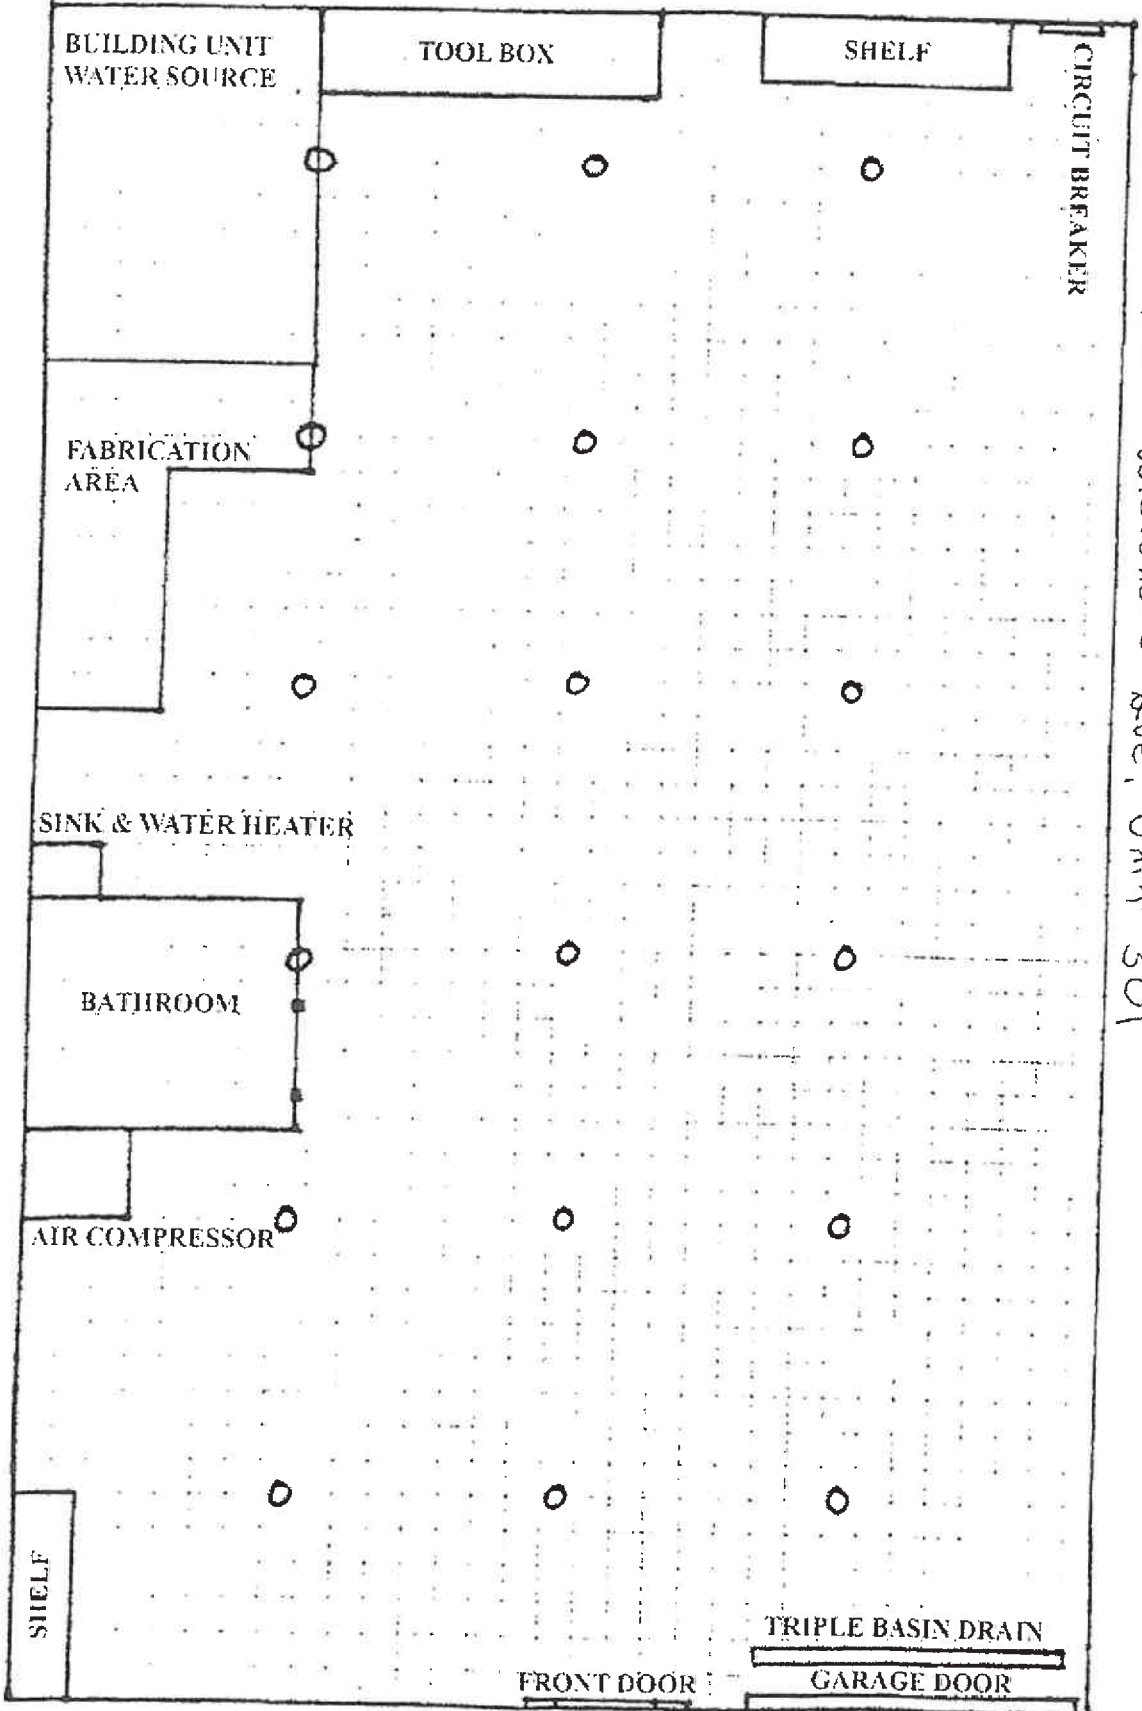 BUILDING UNIT
WATER SOURCE
TOOL BOX
SHELF
CIRCUIT BREAKER
FABRICATION
AREA
SINK & WATER HEATER
BATHROOM
AIR COMPRESSOR
SHELF
TRIPLE BASIN DRAIN
FRONT DOOR
GARAGE DOOR